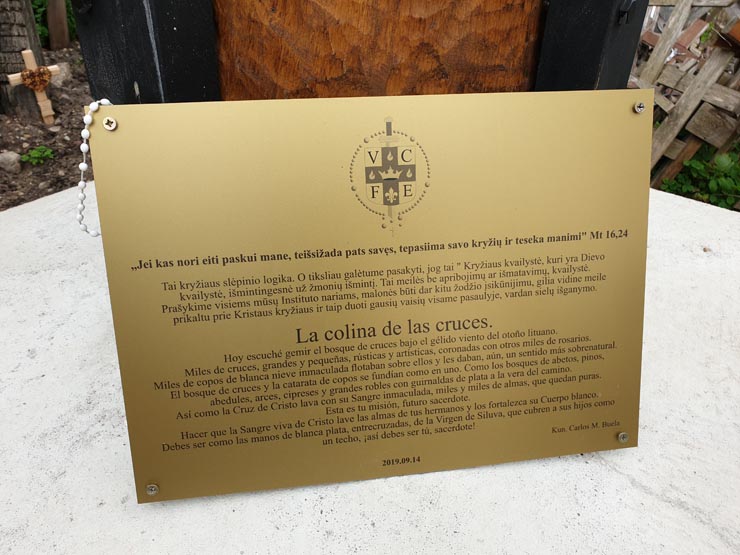 V C
F E
„Jei kas nori eiti paskui mane, teišsižada pats savęs, tepasiima savo kryžių ir teseka manimi" Mt 16,24
Tai kryžiaus slėpinio logika. O tiksliau galėtume pasakyti, jog tai " Kryžiaus kvailystė, kuri yra Dievo
kvailystė, išmintingesnė už žmonių išmintį. Tai meilės be apribojimų ar išmatavimų, kvailystė.
Prašykime visiems mūsų Instituto nariams, malonės būti dar kitu žodžio įsikūnijimu, gilia vidine meile
prikaltu prie Kristaus kryžiaus ir taip duoti gausių vaisių visame pasaulyje, vardan sielų išganymo.
La colina de las cruces.
Hoy escuché gemir el bosque de cruces bajo el gélido viento del otoño lituano.
Miles de cruces, grandes y pequeñas, rústicas y artísticas, coronadas con otros miles de rosarios.
Miles de copos de blanca nieve inmaculada flotaban sobre ellos y les daban, aún, un sentido más sobrenatural.
El bosque de cruces y la catarata de copos se fundían como en uno. Como los bosques de abetos, pinos,
abedules, arces, cipreses y grandes robles con guirnaldas de plata a la vera del camino.
Así como la Cruz de Cristo lava con su Sangre inmaculada, miles y miles de almas, que quedan puras.
Esta es tu misión, futuro sacerdote.
Hacer que la Sangre viva de Cristo lave las almas de tus hermanos y los fortalezca su Cuerpo blanco.
Debes ser como las manos de blanca plata, entrecruzadas, de la Virgen de Siluva, que cubren a sus hijos como
un techo, ¡así debes ser tú, sacerdote!
Kun. Carlos M. Buela
2019.09.14